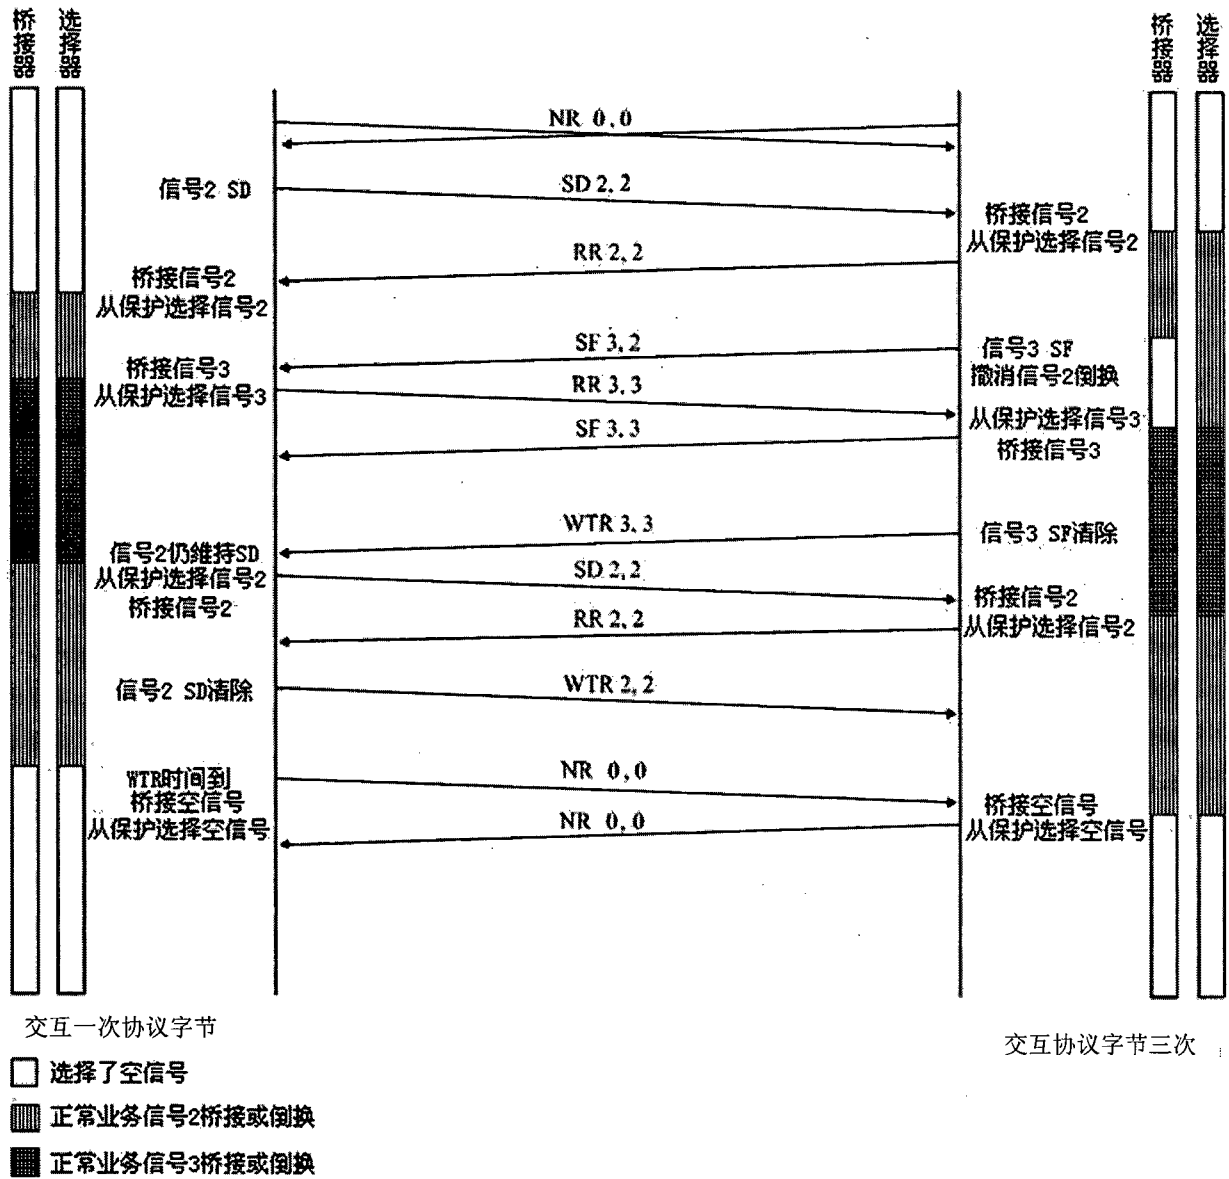 桥接器
选择器
桥接器
选择器
NR 0,0
信号2 SD
SD 2, 2
桥接信号2
从保护选择信号2
RR 2, 2
桥接信号2
从保护选择信号2
SF 3, 2
信号3 SF
撤消信号2倒换
桥接信号3
从保护选择信号3
RR 3, 3
从保护选择信号3
桥接信号3
SF 3, 3
WTR 3, 3
信号3 SF清除
信号2仍維持SD
从保护选择信号2
桥接信号2
SD 2, 2
桥接信号2
从保护选择信号2
RR 2, 2
信号2 SD清除
WTR 2, 2
WTR时间到
桥接空信号
从保护选择空信号
NR 0,0
桥接空信号
从保护选择空信号
NR 0,0
交互一次协议字节
交互协议字节三次
选择了空信号
正常业务信号2桥接或倒换
正常业务信号3桥接或倒换